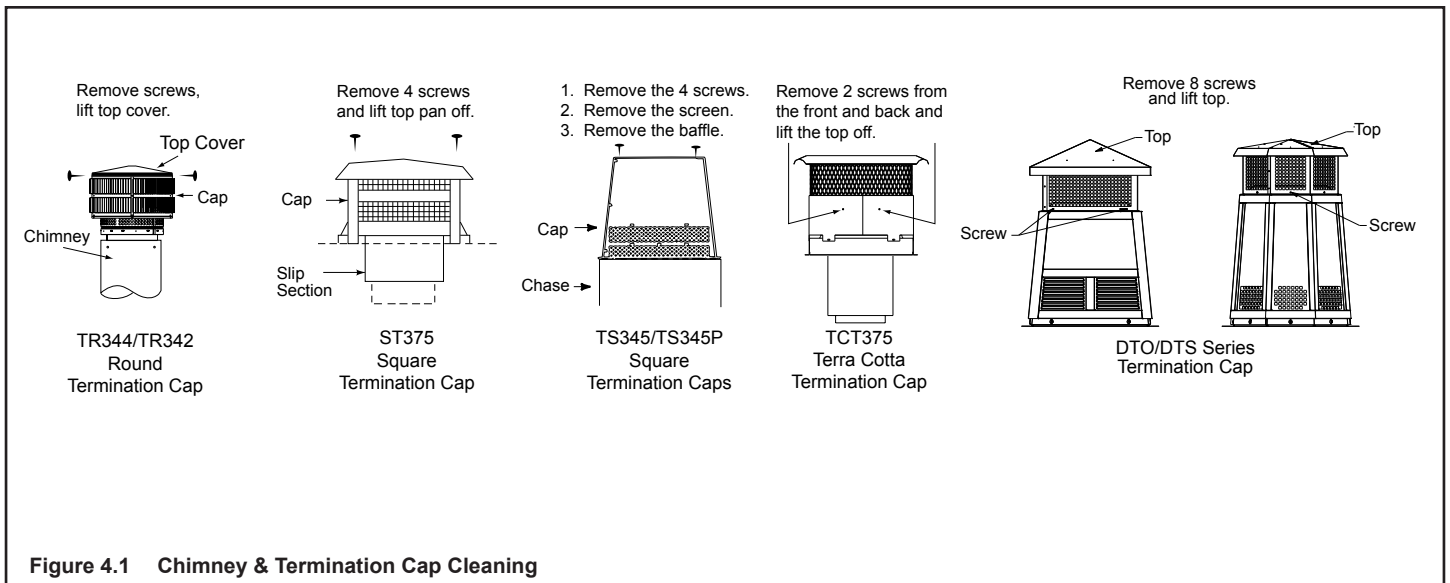 Remove screws,
lift top cover.
Top Cover
Cap
Chimney
TR344/TR342
Round
Termination Cap
Remove 4 screws
and lift top pan off.
Cap
Slip
Section
ST375
Square
Termination Cap
1. Remove the 4 screws.
2. Remove the screen.
3. Remove the baffle.
Cap
Chase
TS345/TS345P
Square
Termination Caps
Remove 2 screws from
the front and back and
lift the top off.
TCT375
Terra Cotta
Termination Cap
Remove 8 screws
and lift top.
Top
Top
Screw
Screw
DTO/DTS Series
Termination Cap
Figure 4.1 Chimney & Termination Cap Cleaning